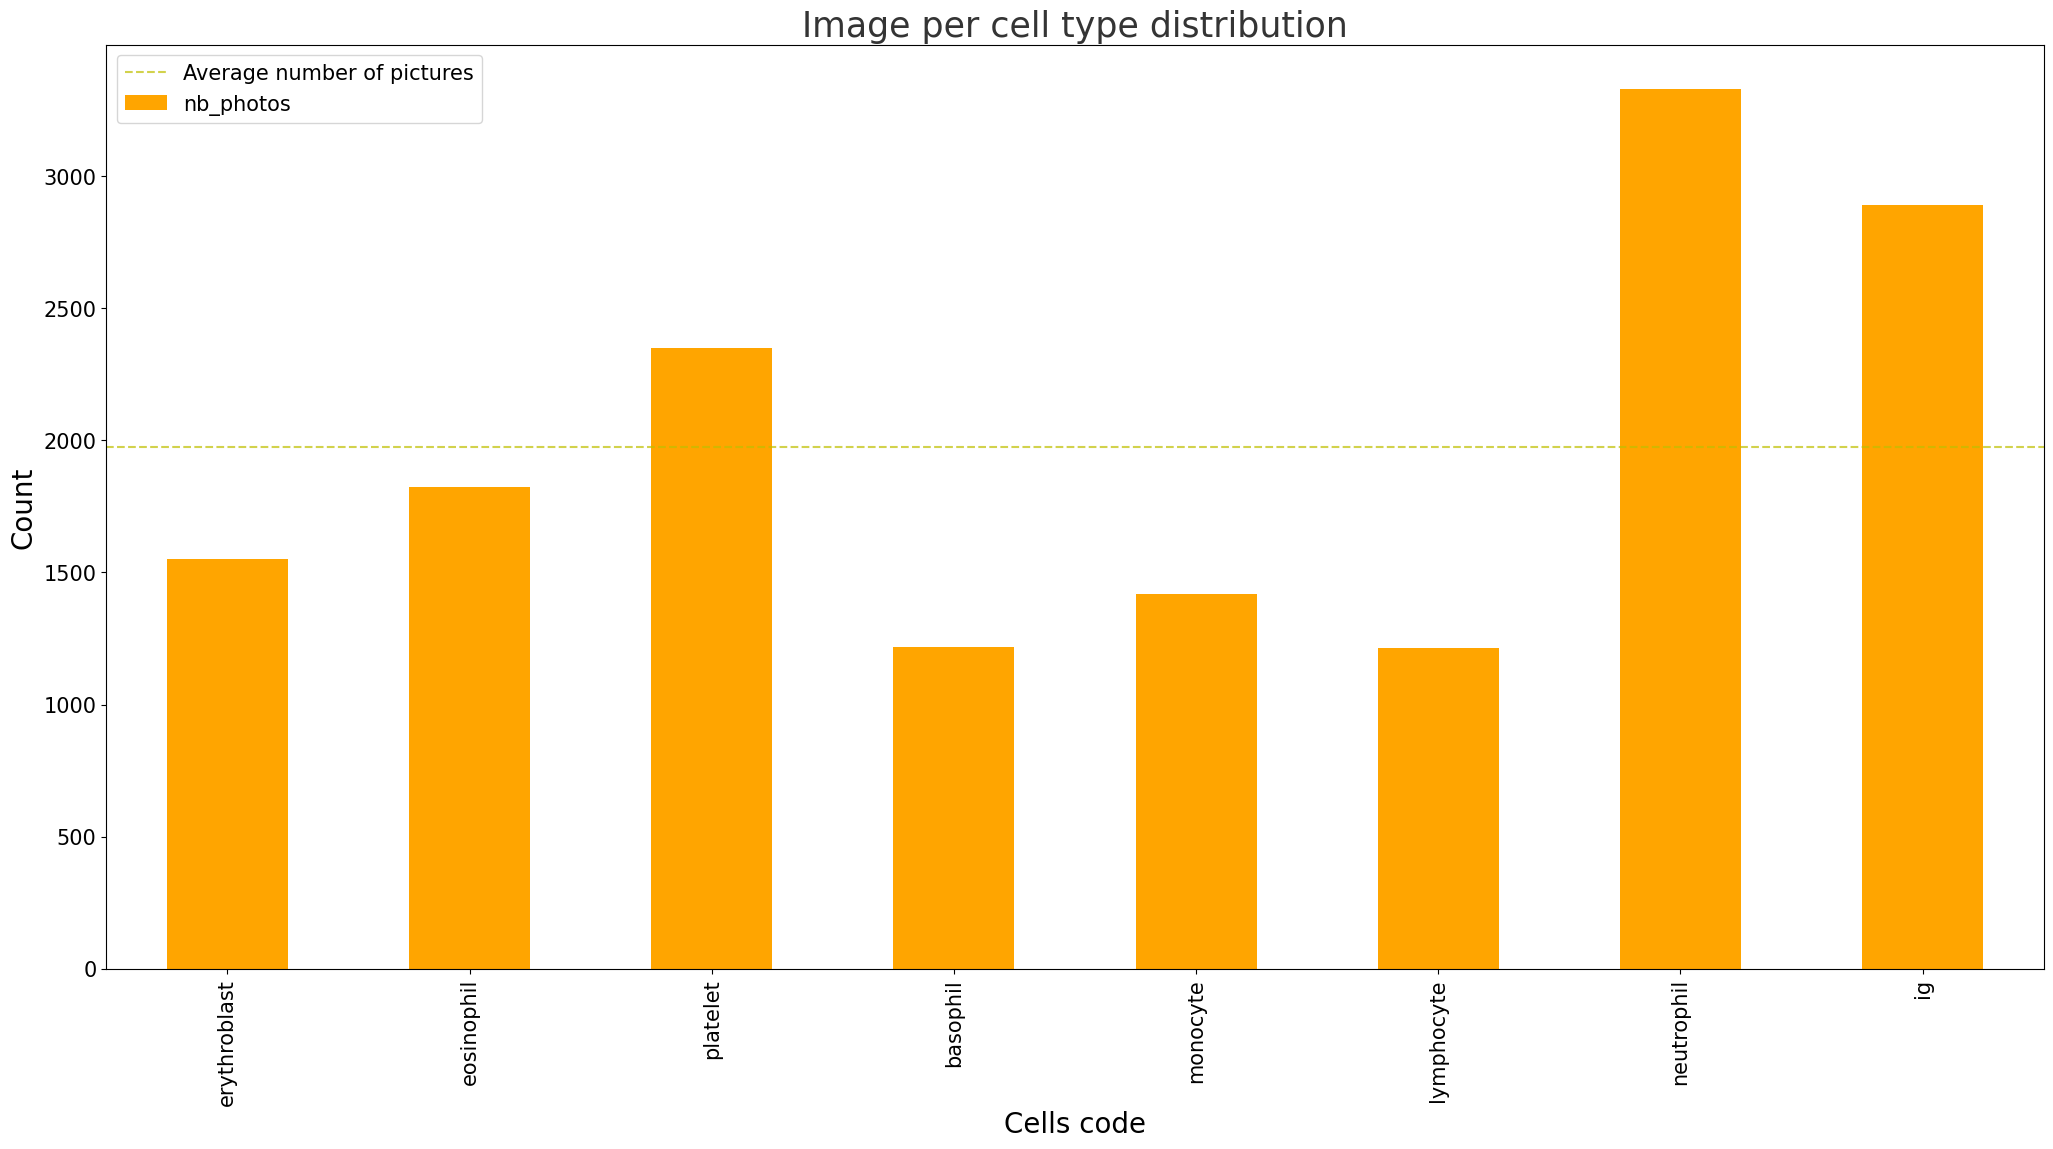 Image per cell type distribution
Average number of pictures
nb_photos
3000
2500
2000
1500
1000
500
0
Count
erythroblast
eosinophil
platelet
basophil
monocyte
lymphocyte
neutrophil
ig
Cells code